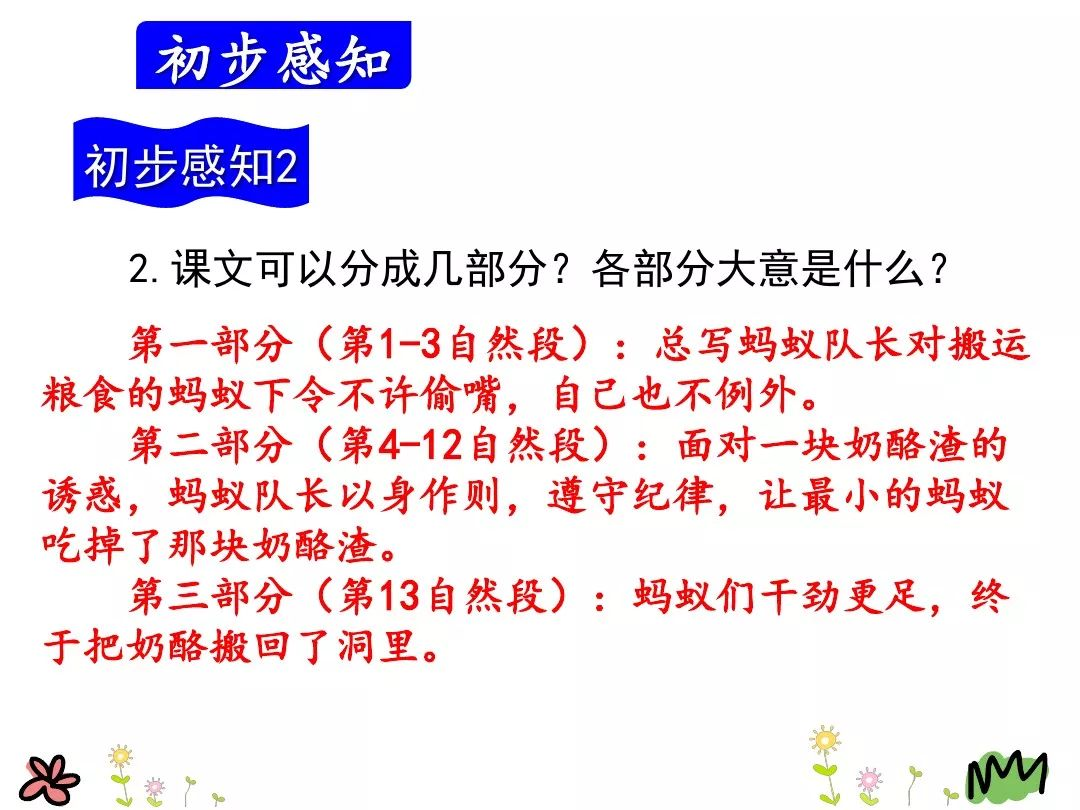 初步感知
初步感知2
2.课文可以分成几部分？各部分大意是什么？
第一部分（第1-3自然段）：总写蚂蚁队长对搬运
粮食的蚂蚁下令不许偷嘴，自己也不例外。
第二部分（第4-12自然段）：面对一块奶酪渣的
诱惑，蚂蚁队长以身作则，遵守纪律，让最小的蚂蚁
吃掉了那块奶酪渣。
第三部分（第13自然段）：蚂蚁们干劲更足，终
于把奶酪搬回了洞里。